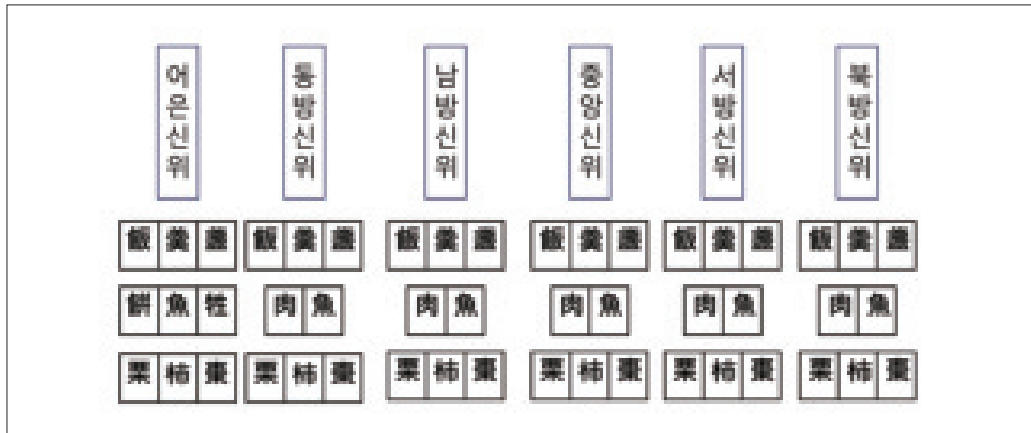 어은신위 동방신위 남방신위 중앙신위 서방신위 북방신위
飯 羹 盞 飯 羹 盞 飯 羹 盞 飯 羹 盞 飯 羹 盞 飯 羹 盞
餠 魚 牲 肉 魚 肉 魚 肉 魚 肉 魚 肉 魚
栗 柿 棗 栗 柿 棗 栗 柿 棗 栗 柿 棗 栗 柿 棗 栗 柿 棗